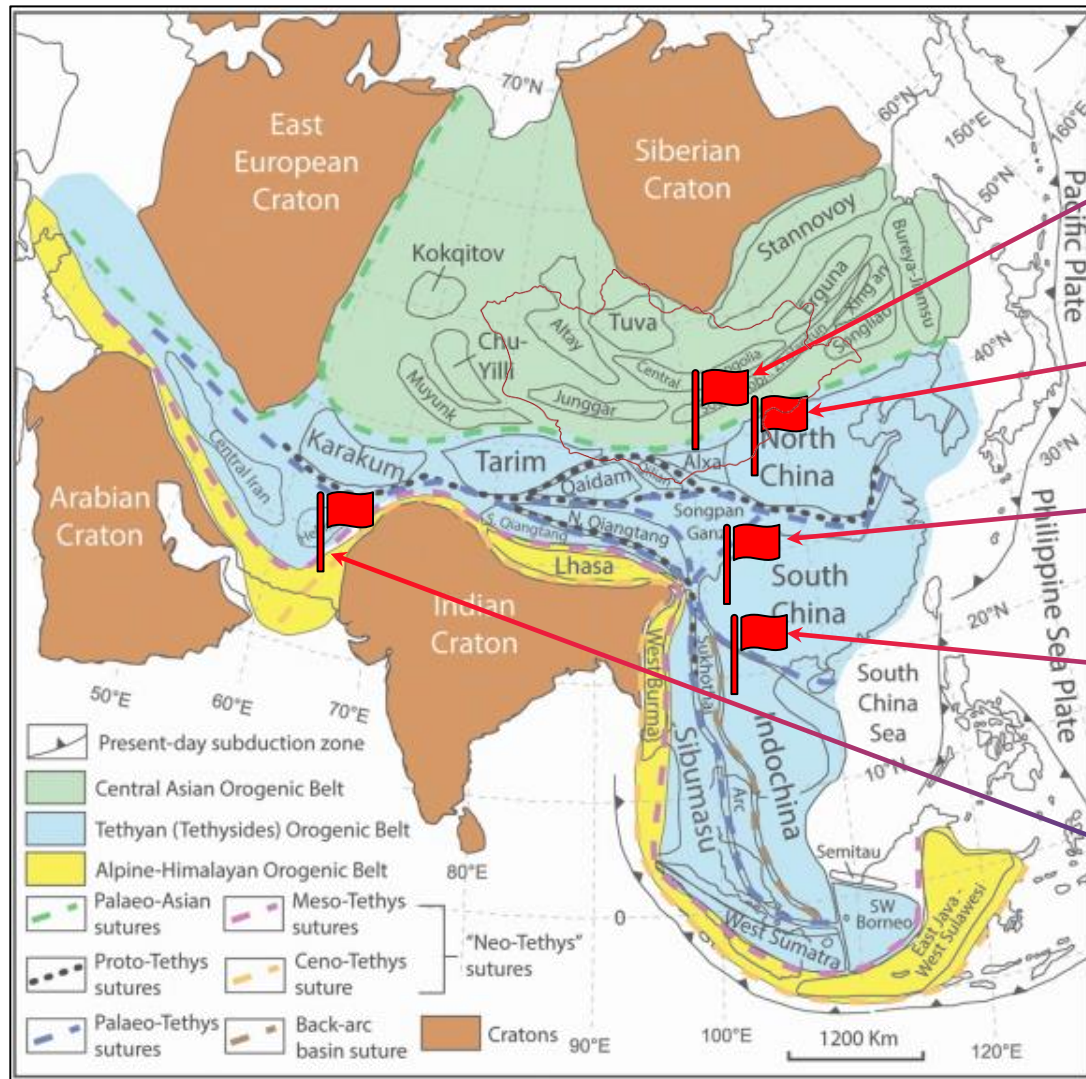 70°N
60°N
150°E
160°E
50°N
Pacific Plate
East
European
Craton
Siberian
Craton
Stannovoy
Bureya-Jiamsu
Kokqitov
Erguna
Xing'an
Songliao
Tuva
Altay
Chu-
Yilli
Central
40°N
Muyunk
Junggar
North
China
Alxa
Karakum
Tarim
Qilian
Qaidam
30°N
Central Iran
Arabian
Craton
Songpan
N. Qiangtang
S. Qiangtang
Lhasa
South
China
Philippine Sea Plate
Indian
Craton
20°N
West Burma
Sukhothai
South
China
Sea
50°E
60°E
70°E
Sibumasu
Indochina
10°N
Arc
Present-day subduction zone
Central Asian Orogenic Belt
Tethyan (Tethysides) Orogenic Belt
Alpine-Himalayan Orogenic Belt
80°E
Semitau
0
SW
Borneo
West Sumatra
East Java -
West Sulawesi
Palaeo-Asian
sutures
Meso-Tethys
sutures
"Neo-Tethys"
sutures
Proto-Tethys
sutures
Ceno-Tethys
suture
Palaeo-Tethys
sutures
Back-arc
basin suture
Cratons
90°E
100°E
1200 Km
120°E